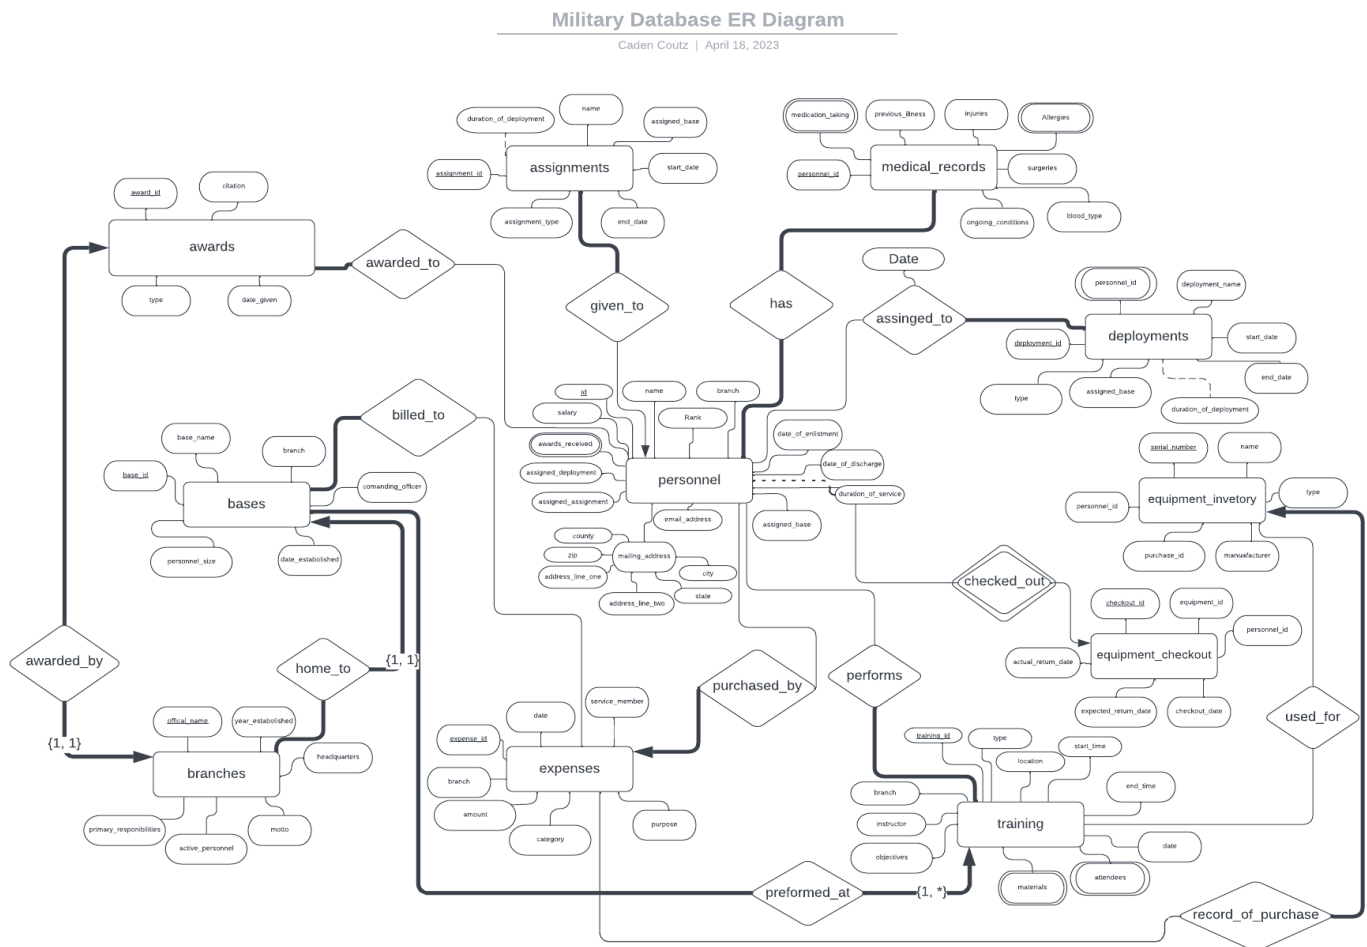 Military Database ER Diagram
Caden Coutz | April 18, 2023
name
duration_of_deployment
assigned_base
assignments
assignment_id
start_date
assignment_type
end_date
medication_taking
previous_illness
injuries
Allergies
medical_records
personnel_id
surgeries
ongoing_conditions
blood_type
award_id
citation
awards
type
date_given
awarded_to
given_to
has
Date
assinged_to
personnel_id
deployment_name
deployment_id
deployments
start_date
end_date
type
assigned_base
duration_of_deployment
billed_to
id
name
branch
salary
Rank
awards_received
date_of_enlistment
assigned_deployment
personnel
date_of_discharge
duration_of_service
assigned_assignment
email_address
assigned_base
county
zip
mailing_address
address_line_one
city
state
address_line_two
base_name
branch
base_id
bases
comanding_officer
personnel_size
date_estabolished
serial_number
name
type
personnel_id
equipment_invetory
purchase_id
manuafacturer
checked_out
checkout_id
equipment_id
personnel_id
actual_return_date
equipment_checkout
expected_return_date
checkout_date
awarded_by
home_to
{1, 1}
{1, 1}
purchased_by
performs
used_for
offical_name
year_estabolished
headquarters
branches
primary_responibilities
active_personnel
motto
date
service_member
expense_id
expenses
branch
amount
category
purpose
training_id
type
location
start_time
end_time
branch
instructor
training
objectives
date
materials
attendees
preformed_at
{1, *}
record_of_purchase